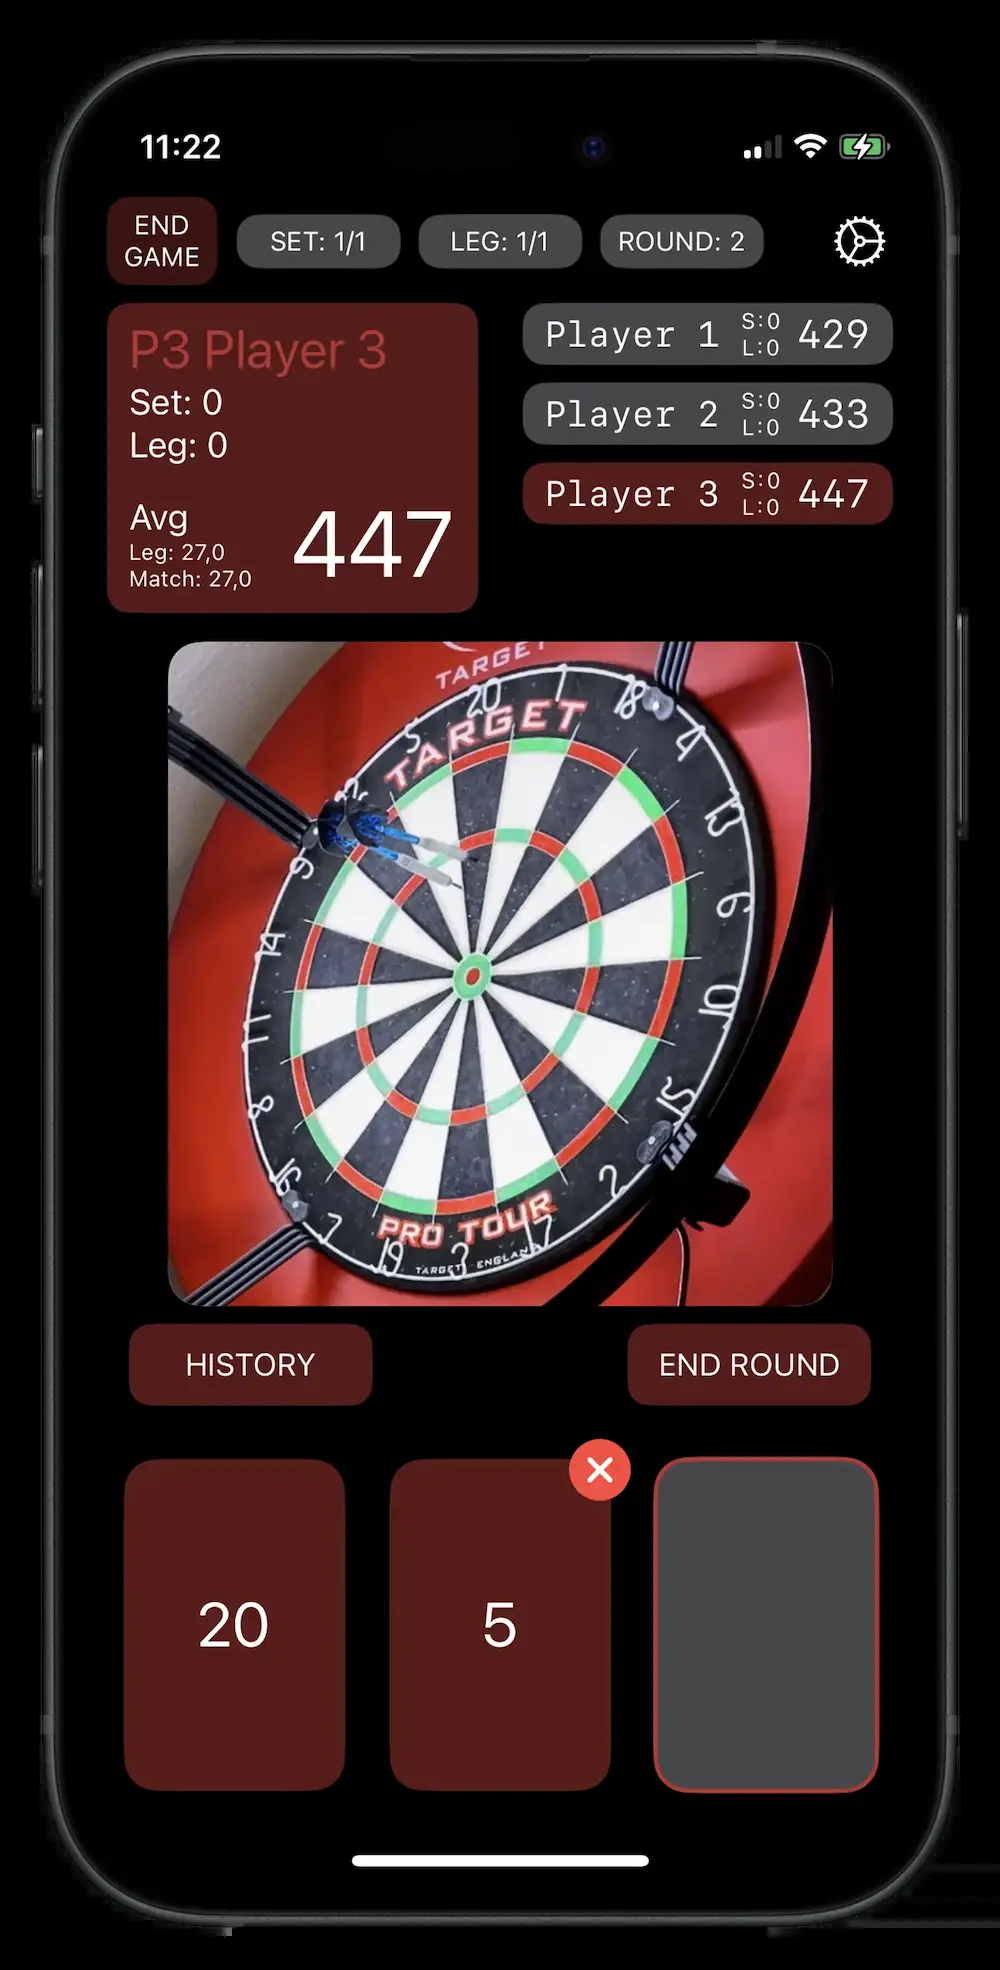 11:22
END
GAME
SET: 1/1
LEG: 1/1
ROUND: 2
P3 Player 3
Set: 0
Leg: 0
Avg
Leg: 27,0
Match: 27,0
447
Player 1 S:0 L:0 429
Player 2 S:0 L:0 433
Player 3 S:0 L:0 447
TARGET
20
1
18
5
TARGET
4
12
13
9
6
14
10
11
8
15
16
2
7
PRO TOUR
19
3
17
TARGET ENGLAND
HISTORY
END ROUND
20
5